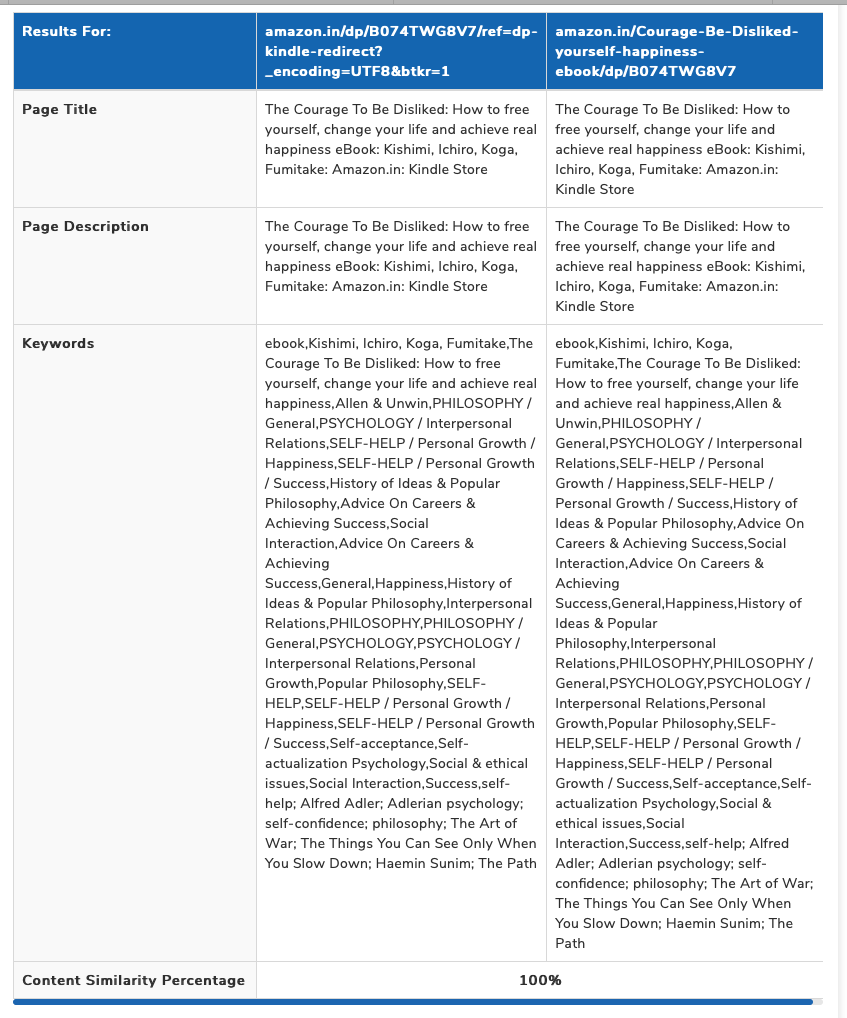 Results For:
amazon.in/dp/B074TWG8V7/ref=dp-
kindle-redirect?
_encoding=UTF8&btkr=1
amazon.in/Courage-Be-Disliked-
yourself-happiness-
ebook/dp/B074TWG8V7
Page Title
The Courage To Be Disliked: How to free
yourself, change your life and achieve real
happiness eBook: Kishimi, Ichiro, Koga,
Fumitake: Amazon.in: Kindle Store
The Courage To Be Disliked: How to
free yourself, change your life and
achieve real happiness eBook: Kishimi,
Ichiro, Koga, Fumitake: Amazon.in:
Kindle Store
Page Description
The Courage To Be Disliked: How to free
yourself, change your life and achieve real
happiness eBook: Kishimi, Ichiro, Koga,
Fumitake: Amazon.in: Kindle Store
The Courage To Be Disliked: How to
free yourself, change your life and
achieve real happiness eBook: Kishimi,
Ichiro, Koga, Fumitake: Amazon.in:
Kindle Store
Keywords
ebook,Kishimi, Ichiro, Koga, Fumitake,The
Courage To Be Disliked: How to free
yourself, change your life and achieve real
happiness,Allen & Unwin,PHILOSOPHY /
General,PSYCHOLOGY / Interpersonal
Relations,SELF-HELP / Personal Growth /
Happiness,SELF-HELP / Personal Growth
/ Success,History of Ideas & Popular
Philosophy,Advice On Careers &
Achieving Success,Social
Interaction,Advice On Careers &
Achieving
Success,General,Happiness,History of
Ideas & Popular Philosophy,Interpersonal
Relations,PHILOSOPHY,PHILOSOPHY /
General,PSYCHOLOGY,PSYCHOLOGY /
Interpersonal Relations,Personal
Growth,Popular Philosophy,SELF-
HELP,SELF-HELP / Personal Growth /
Happiness,SELF-HELP / Personal Growth
/ Success,Self-acceptance,Self-
actualization Psychology,Social & ethical
issues,Social Interaction,Success,self-
help; Alfred Adler; Adlerian psychology;
self-confidence; philosophy; The Art of
War; The Things You Can See Only When
You Slow Down; Haemin Sunim; The Path
ebook,Kishimi, Ichiro, Koga,
Fumitake,The Courage To Be Disliked:
How to free yourself, change your life
and achieve real happiness,Allen &
Unwin,PHILOSOPHY /
General,PSYCHOLOGY / Interpersonal
Relations,SELF-HELP / Personal
Growth / Happiness,SELF-HELP /
Personal Growth / Success,History of
Ideas & Popular Philosophy,Advice On
Careers & Achieving Success,Social
Interaction,Advice On Careers &
Achieving
Success,General,Happiness,History of
Ideas & Popular
Philosophy,Interpersonal
Relations,PHILOSOPHY,PHILOSOPHY /
General,PSYCHOLOGY,PSYCHOLOGY /
Interpersonal Relations,Personal
Growth,Popular Philosophy,SELF-
HELP,SELF-HELP / Personal Growth /
Happiness,SELF-HELP / Personal
Growth / Success,Self-acceptance,Self-
actualization Psychology,Social &
ethical issues,Social
Interaction,Success,self-help; Alfred
Adler; Adlerian psychology; self-
confidence; philosophy; The Art of War;
The Things You Can See Only When
You Slow Down; Haemin Sunim; The
Path
Content Similarity Percentage
100%